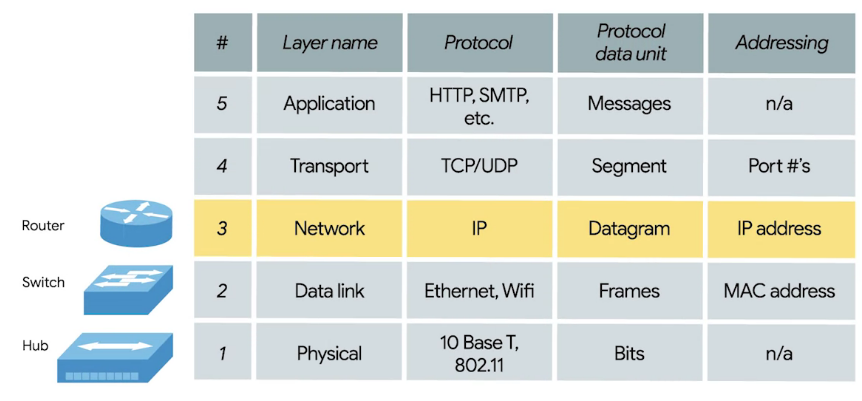 # Layer name Protocol Protocol data unit Addressing
5 Application HTTP, SMTP, etc. Messages n/a
4 Transport TCP/UDP Segment Port #'s
Router 3 Network IP Datagram IP address
Switch 2 Data link Ethernet, Wifi Frames MAC address
Hub 1 Physical 10 Base T, 802.11 Bits n/a